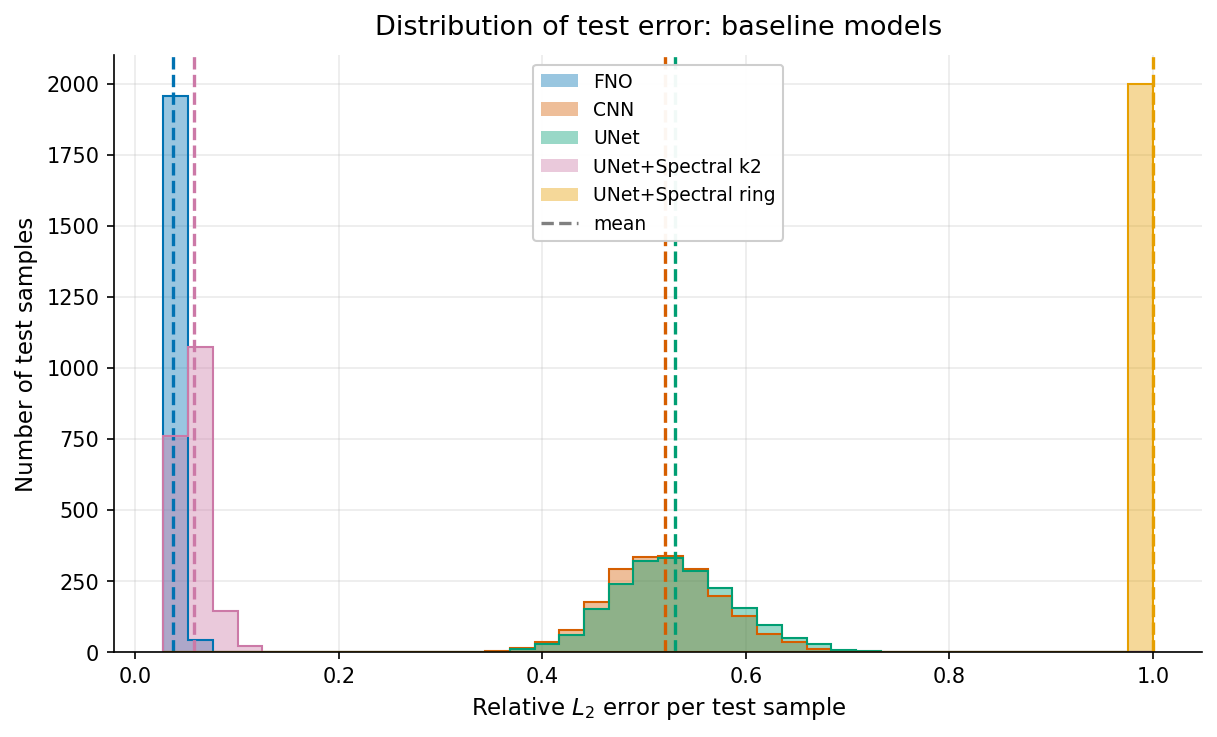 Distribution of test error: baseline models
Number of test samples
2000
1750
1500
1250
1000
750
500
250
0
FNO
CNN
UNet
UNet+Spectral k2
UNet+Spectral ring
mean
0.0 0.2 0.4 0.6 0.8 1.0
Relative L₂ error per test sample